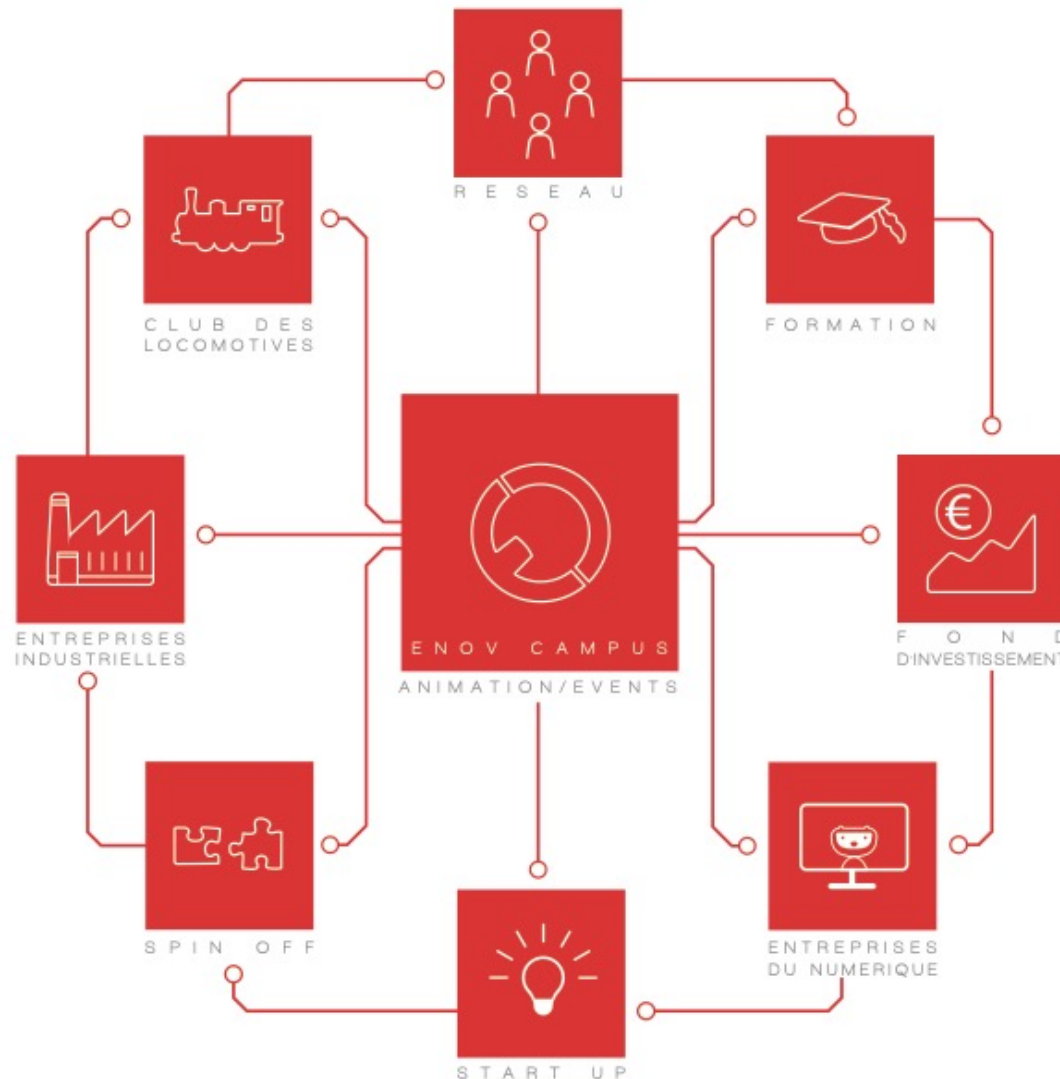 RESEAU
CLUB DES
LOCOMOTIVES
FORMATION
ENTREPRISES
INDUSTRIELLES
ENOV CAMPUS
ANIMATION/EVENTS
FOND
D'INVESTISSEMENT
SPIN OFF
ENTREPRISES
DU NUMERIQUE
START UP
€